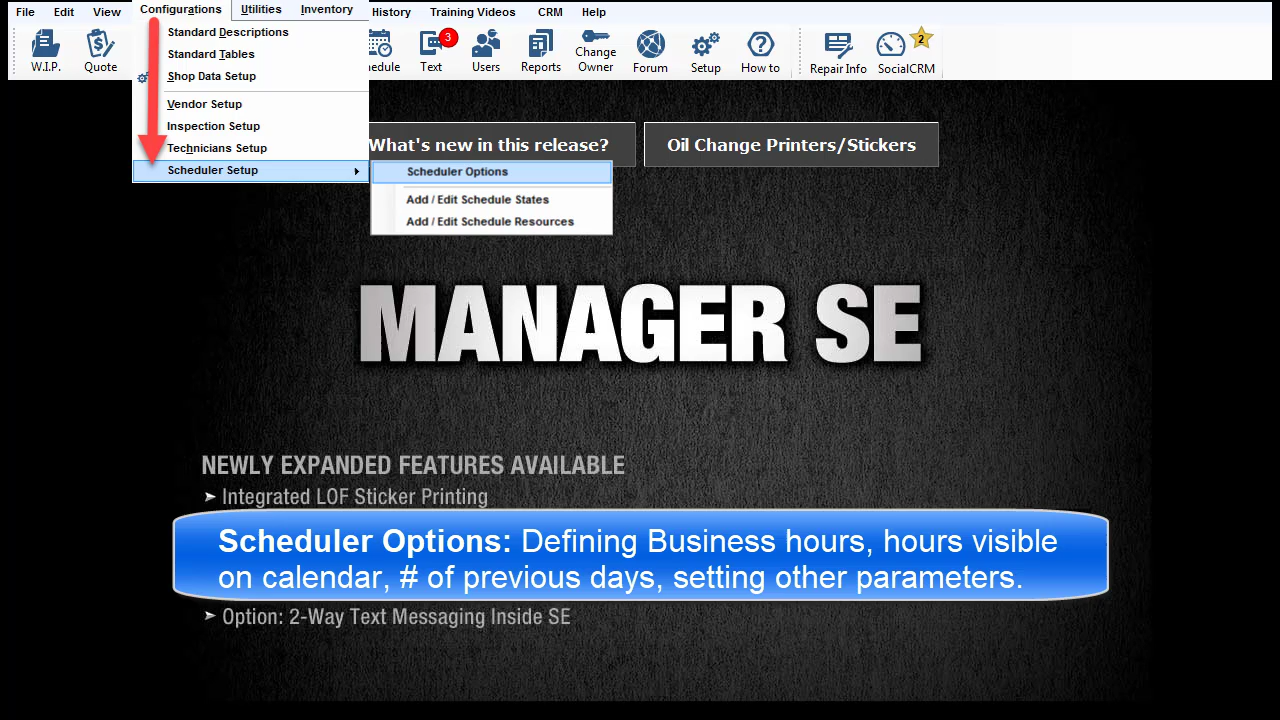 File Edit View Configurations Utilities Inventory History Training Videos CRM Help
W.I.P. Quote Text 3 Users Reports Change Owner Forum Setup How to Repair Info SocialCRM 2
Standard Descriptions
Standard Tables
Shop Data Setup
Vendor Setup
Inspection Setup
Technicians Setup
Scheduler Setup
Scheduler Options
Add / Edit Schedule States
Add / Edit Schedule Resources
What's new in this release?
Oil Change Printers/Stickers
MANAGER SE
NEWLY EXPANDED FEATURES AVAILABLE
➤ Integrated LOF Sticker Printing
Scheduler Options: Defining Business hours, hours visible
on calendar, # of previous days, setting other parameters.
➤ Option: 2-Way Text Messaging Inside SE